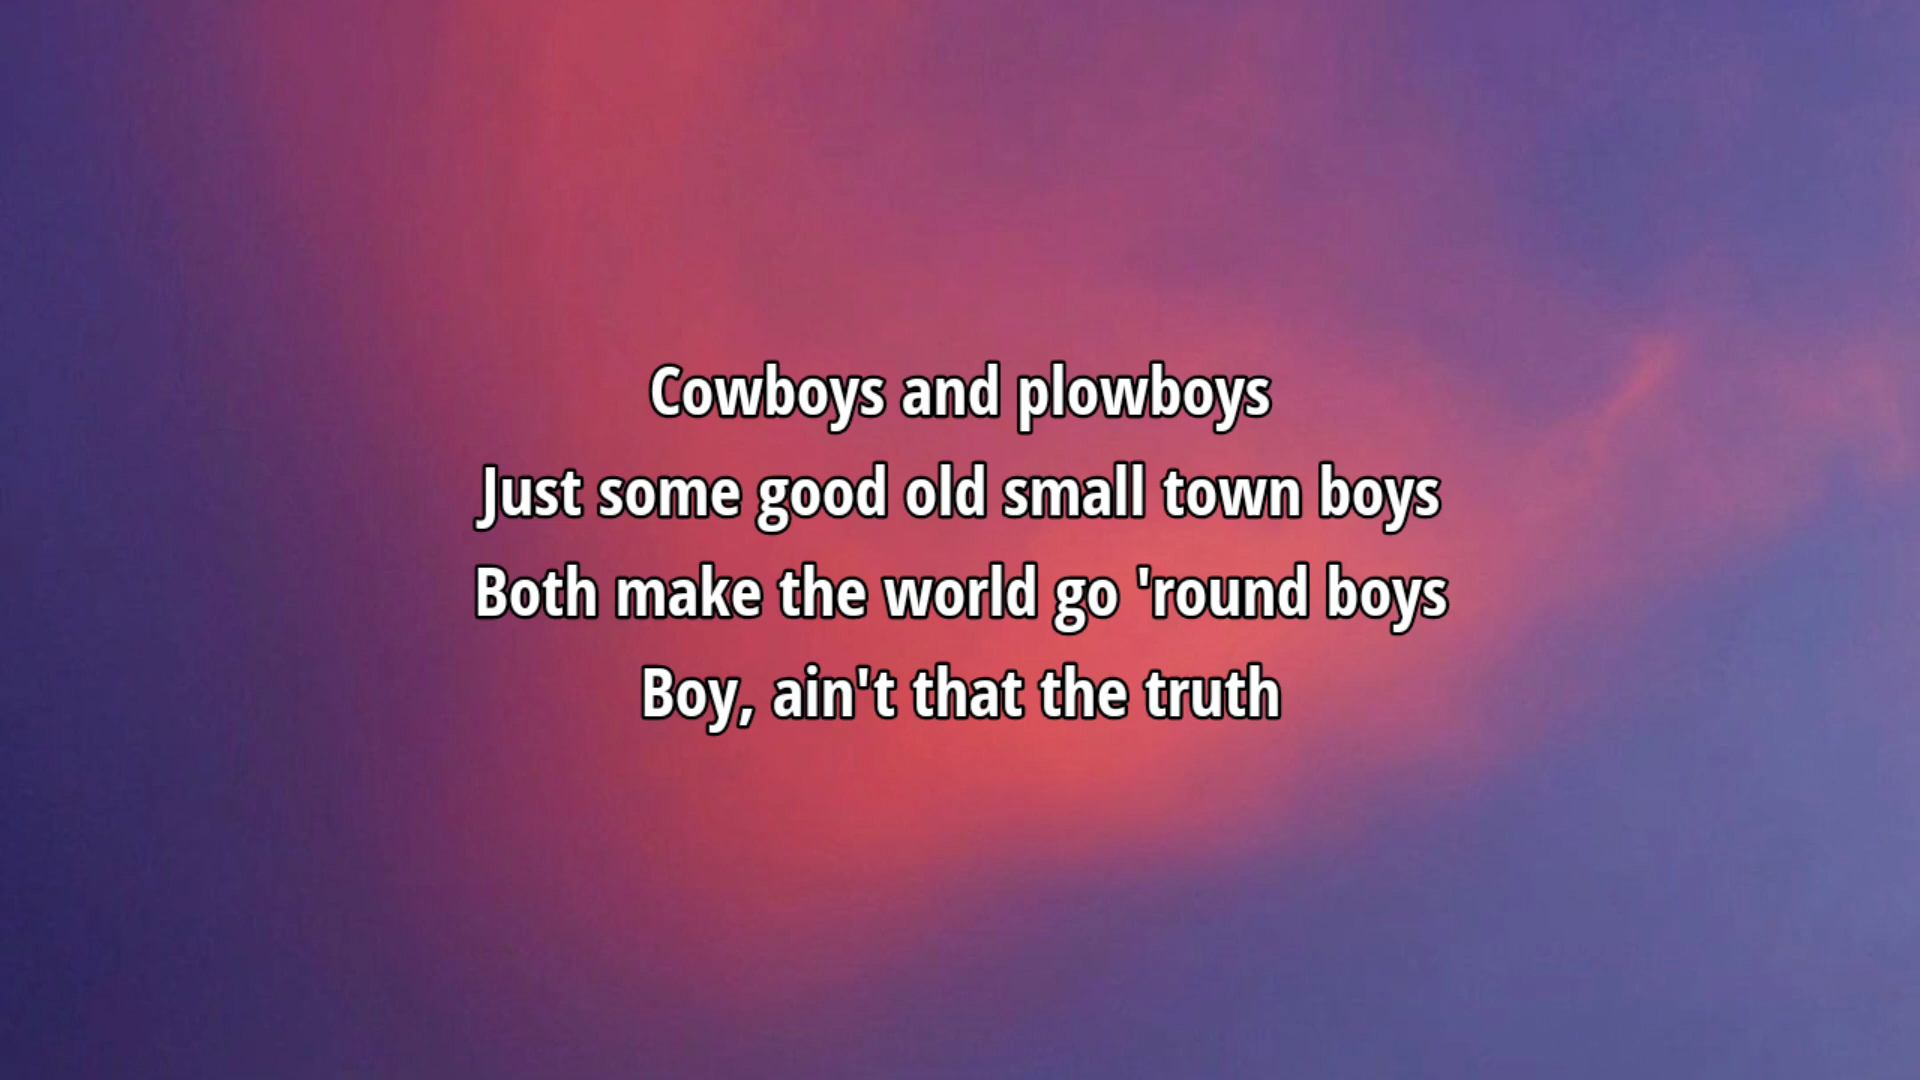 Cowboys and plowboys
Just some good old small town boys
Both make the world go 'round boys
Boy, ain't that the truth